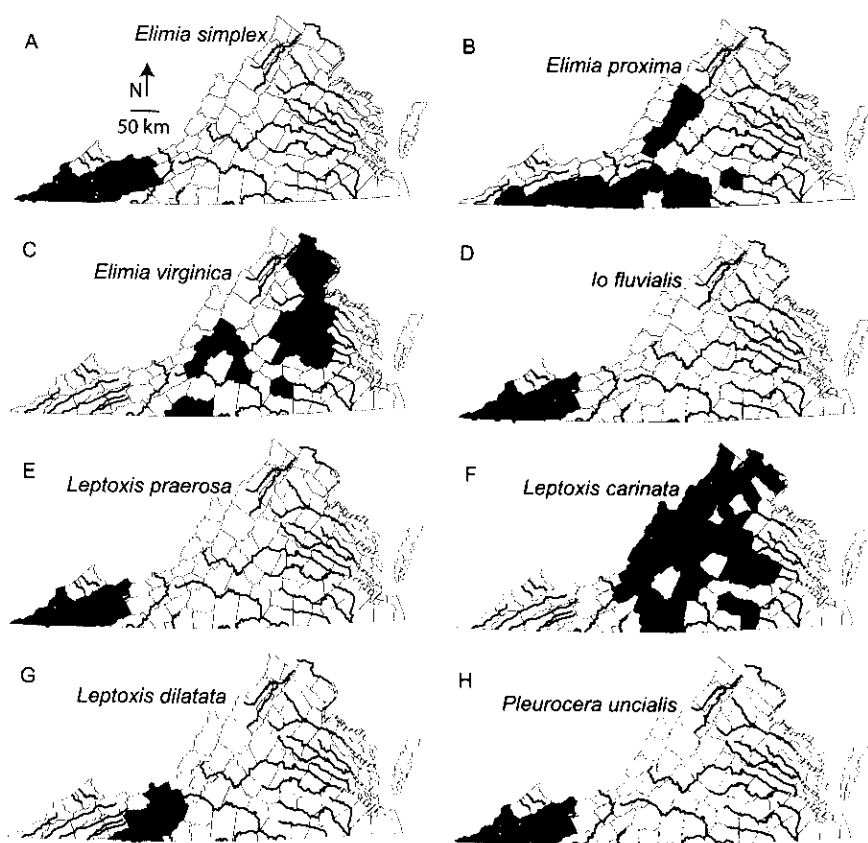 A
Elimia simplex
N
50 km
B
Elimia proxima
C
Elimia virginica
D
Io fluvialis
E
Leptoxis praerosa
F
Leptoxis carinata
G
Leptoxis dilatata
H
Pleurocera uncialis